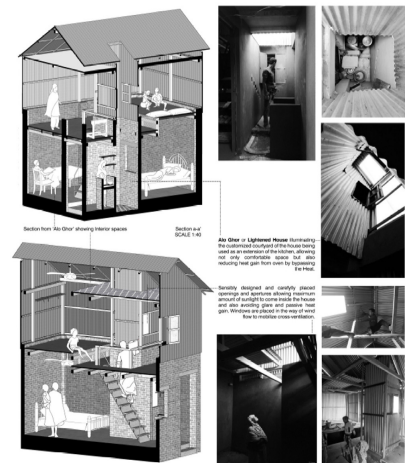 Section from 'Alo Ghor' showing interior spaces
Section a-a'
SCALE 1:40
Alo Ghor or Lightened House Illuminating
the customized courtyard of the house being
used as an extension of the kitchen, allowing
not only comfortable space but also
reducing heat gain from oven by bypassing
the Heat.
Sensibly designed and carefully placed
openings and apertures allowing maximum
amount of sunlight to come inside the house
and also avoiding glare and passive heat
gain. Windows are placed in the way of wind
flow to mobilize cross-ventilation.